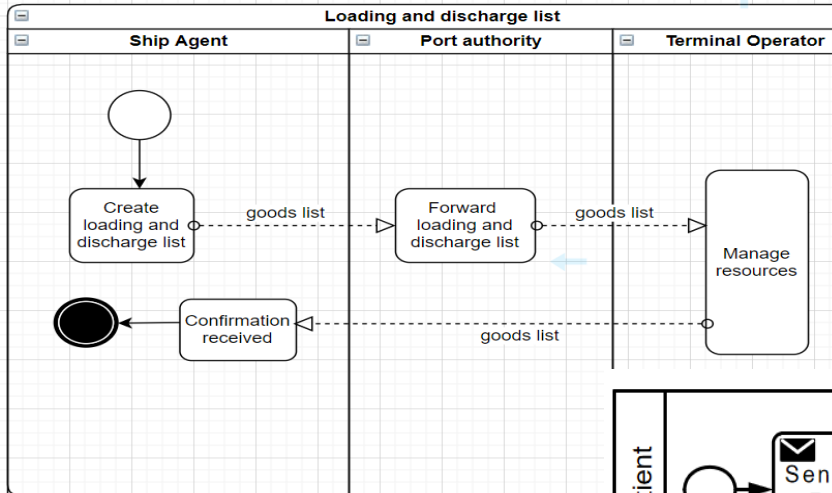 Loading and discharge list
Ship Agent
Port authority
Terminal Operator
Create
loading and
discharge list
goods list
Forward
loading and
discharge list
goods list
Manage
resources
Confirmation
received
goods list